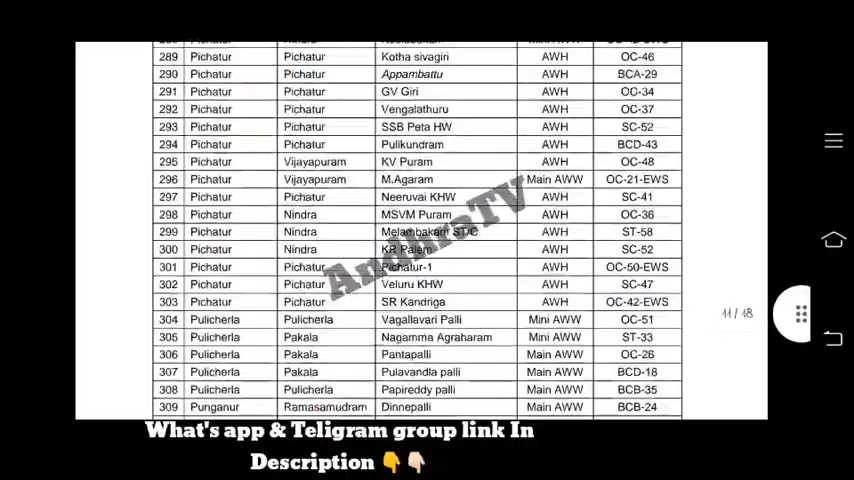 289 Pichatur Pichatur Kotha sivagiri AWH OC-46
290 Pichatur Pichatur Appambattu AWH BCA-29
291 Pichatur Pichatur GV Giri AWH OC-34
292 Pichatur Pichatur Vengalathuru AWH OC-37
293 Pichatur Pichatur SSB Peta HW AWH SC-52
294 Pichatur Pichatur Pulikundram AWH BCD-43
295 Pichatur Vijayapuram KV Puram AWH OC-48
296 Pichatur Vijayapuram M.Agaram Main AWW OC-21-EWS
297 Pichatur Pichatur Neeruvai KHW AWH SC-41
298 Pichatur Nindra MSVM Puram AWH OC-36
299 Pichatur Nindra Melambakam ST/C AWH ST-58
300 Pichatur Nindra KR Palem AWH SC-52
301 Pichatur Pichatur Pichatur-1 AWH OC-50-EWS
302 Pichatur Pichatur Veluru KHW AWH SC-47
303 Pichatur Pichatur SR Kandriga AWH OC-42-EWS
304 Pulicherla Pulicherla Vagallavari Palli Mini AWW OC-51
305 Pulicherla Pakala Nagamma Agraharam Mini AWW ST-33
306 Pulicherla Pakala Pantapalli Main AWW OC-26
307 Pulicherla Pakala Pulavandla palli Main AWW BCD-18
308 Pulicherla Pulicherla Papireddy palli Main AWW BCB-35
309 Punganur Ramasamudram Dinnepalli Main AWW BCB-24
AndhraTV
11/18
What's app & Teligram group link In
Description 👇👇🏻